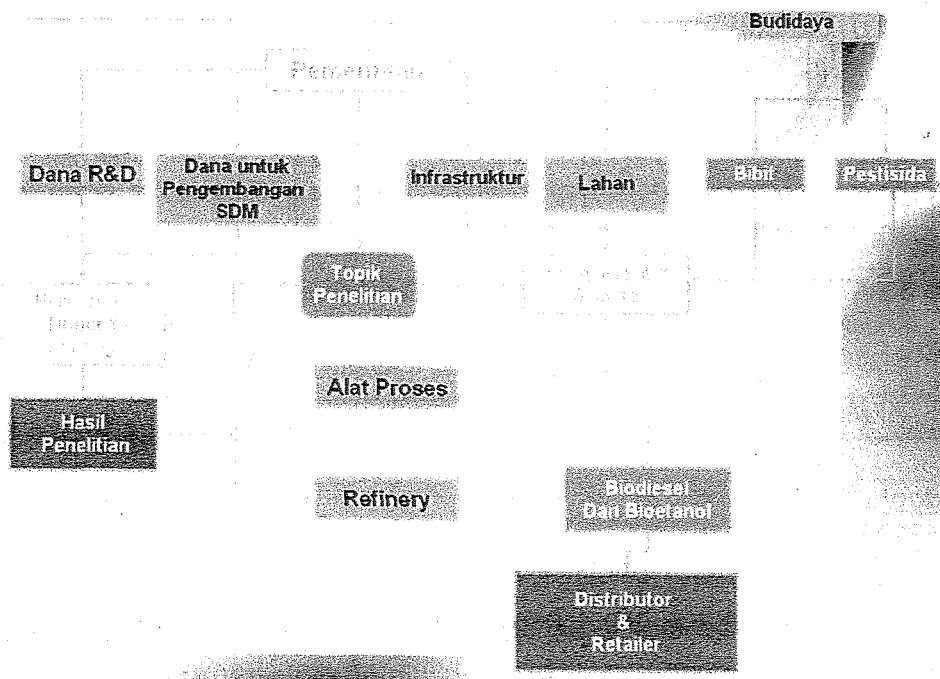 Budidaya
Dana R&D
Dana untuk
Pengembangan
SDM
Infrastruktur
Lahan
Bibit
Pestisida
Topik
Penelitian
Alat Proses
Hasil
Penelitian
Refinery
Biodiesel
Dan Bioetanol
Distributor
&
Retailer